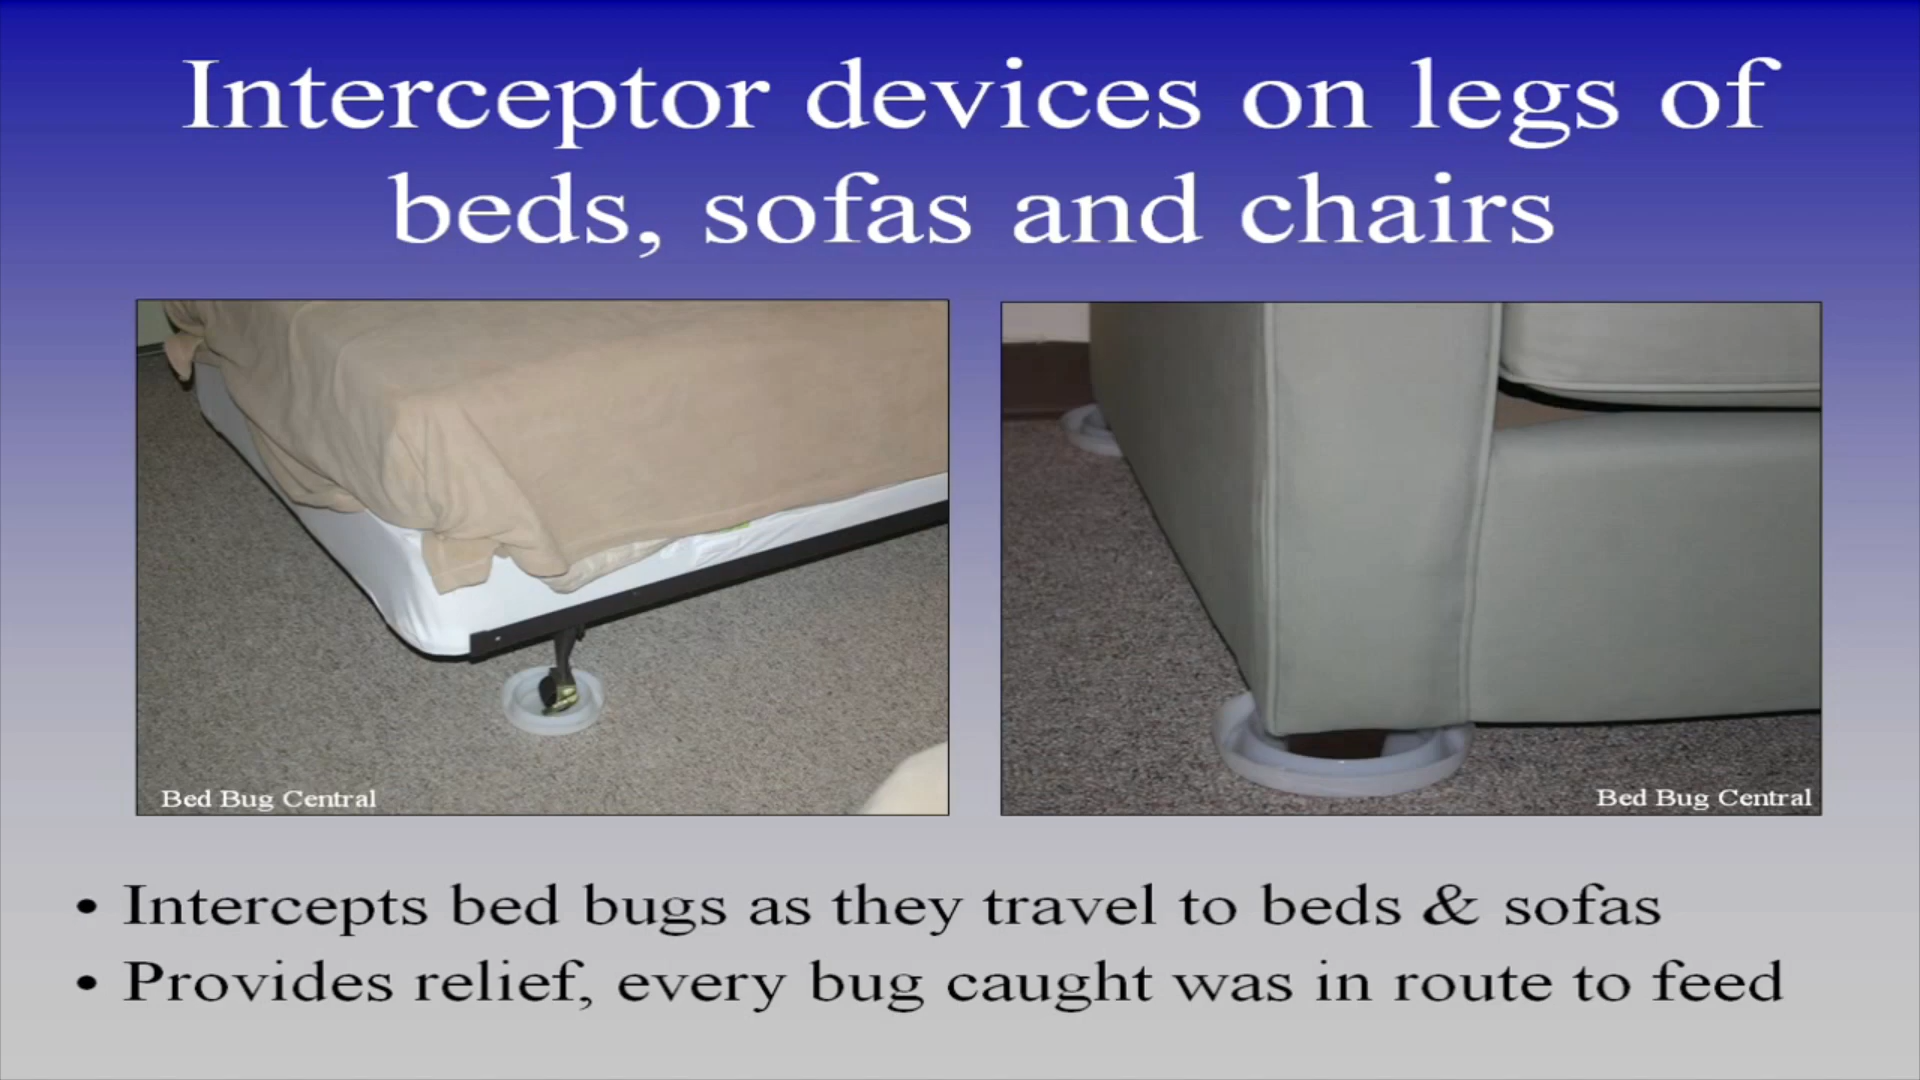 Interceptor devices on legs of
beds, sofas and chairs
Bed Bug Central
Bed Bug Central
• Intercepts bed bugs as they travel to beds & sofas
• Provides relief, every bug caught was in route to feed